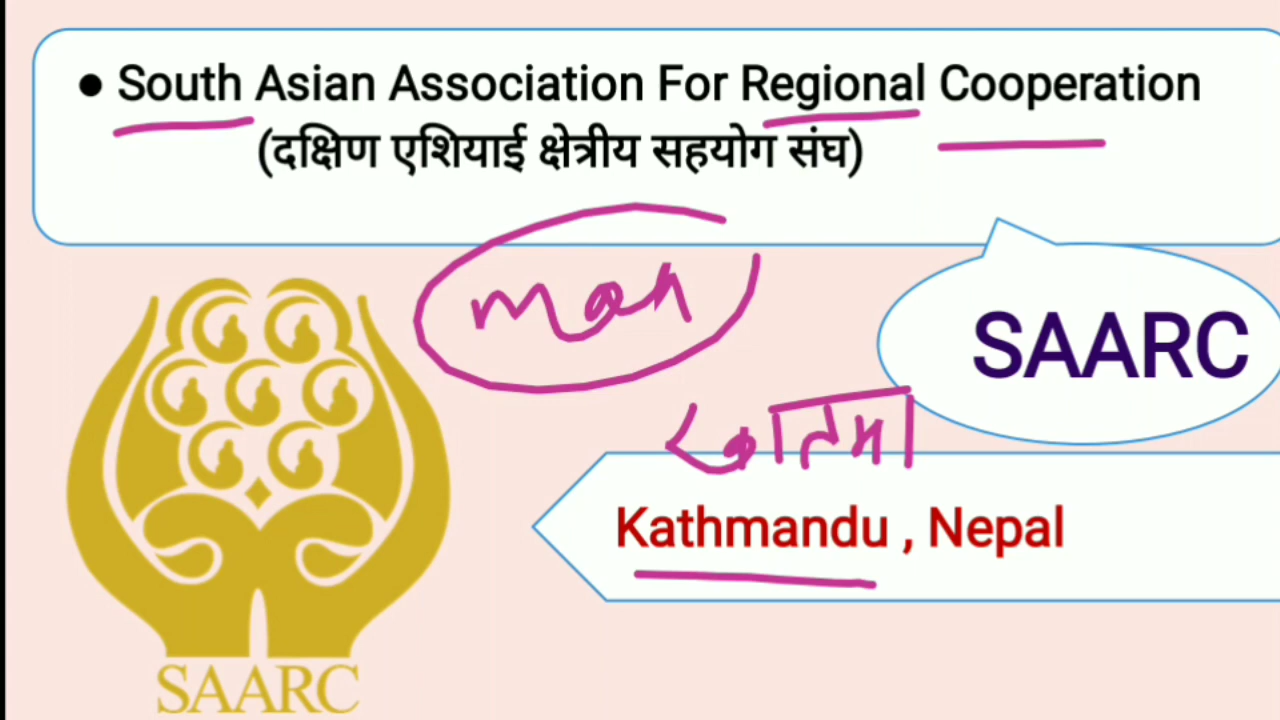 ● South Asian Association For Regional Cooperation
(दक्षिण एशियाई क्षेत्रीय सहयोग संघ)
SAARC
Kathmandu , Nepal
SAARC